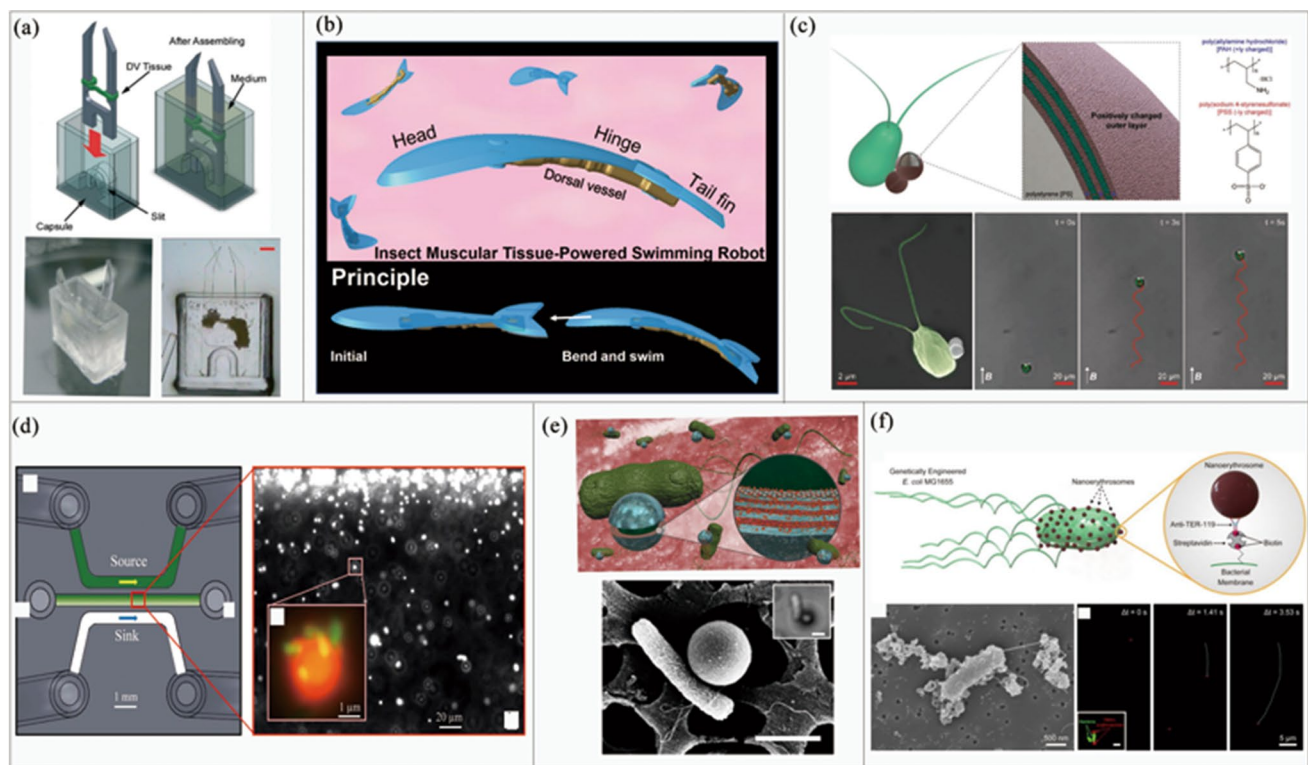 (a)
After Assembling
DV Tissue
Medium
Capsule
Slit
(b)
Head
Hinge
Dorsal vessel
Tail fin
Insect Muscular Tissue-Powered Swimming Robot
Principle
Initial
Bend and swim
(c)
poly(allylamine hydrochloride)
[PAH (+ly charged)]
NH₂
Positively charged
outer layer
polystyrene [PS]
poly(sodium 4-styrenesulfonate)
[PSS (-ly charged)]
2 µm
t = 0s
B
20 µm
t = 3s
B
20 µm
t = 5s
B
20 µm
(d)
Source
Sink
1 mm
1 µm
20 µm
(e)
(f)
Genetically Engineered
E. coli MG1655
Nanoerythrosomes
Nanoerythrosome
Anti-TER-119
Streptavidin
Biotin
Bacterial
Membrane
500 nm
Δt = 0 s
Δt = 1.41 s
Δt = 3.53 s
5 µm